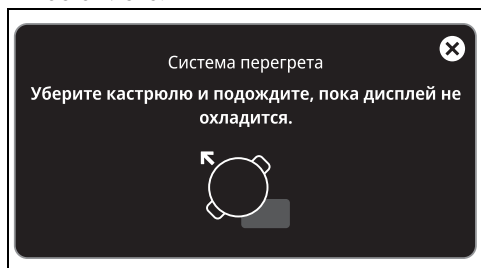 Система перегрета
Уберите кастрюлю и подождите, пока дисплей не
охладится.